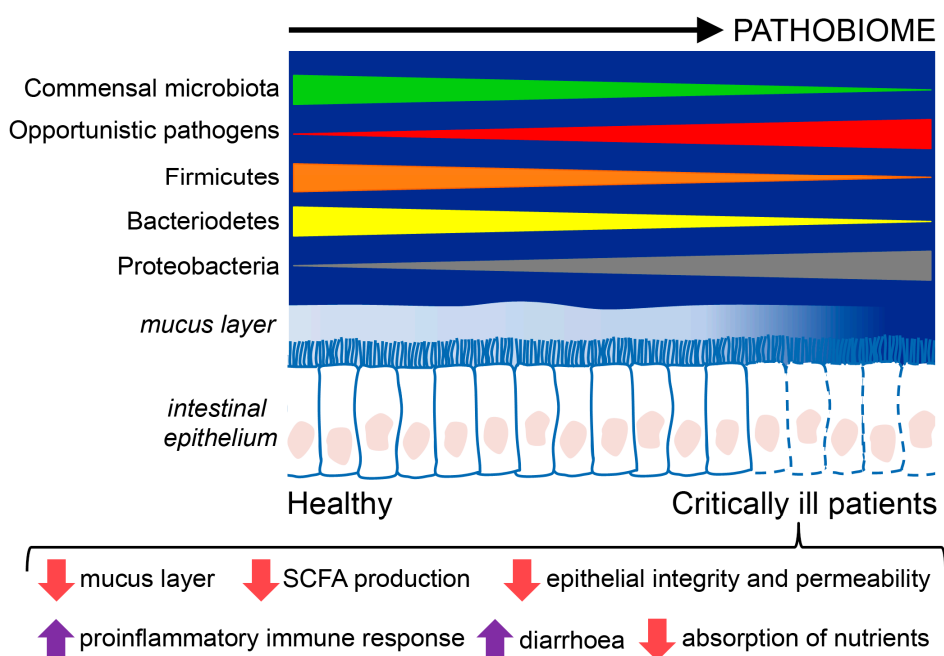 PATHOBIOME
Commensal microbiota
Opportunistic pathogens
Firmicutes
Bacteriodetes
Proteobacteria
mucus layer
intestinal
epithelium
Healthy
Critically ill patients
mucus layer
SCFA production
epithelial integrity and permeability
proinflammatory immune response
diarrhoea
absorption of nutrients